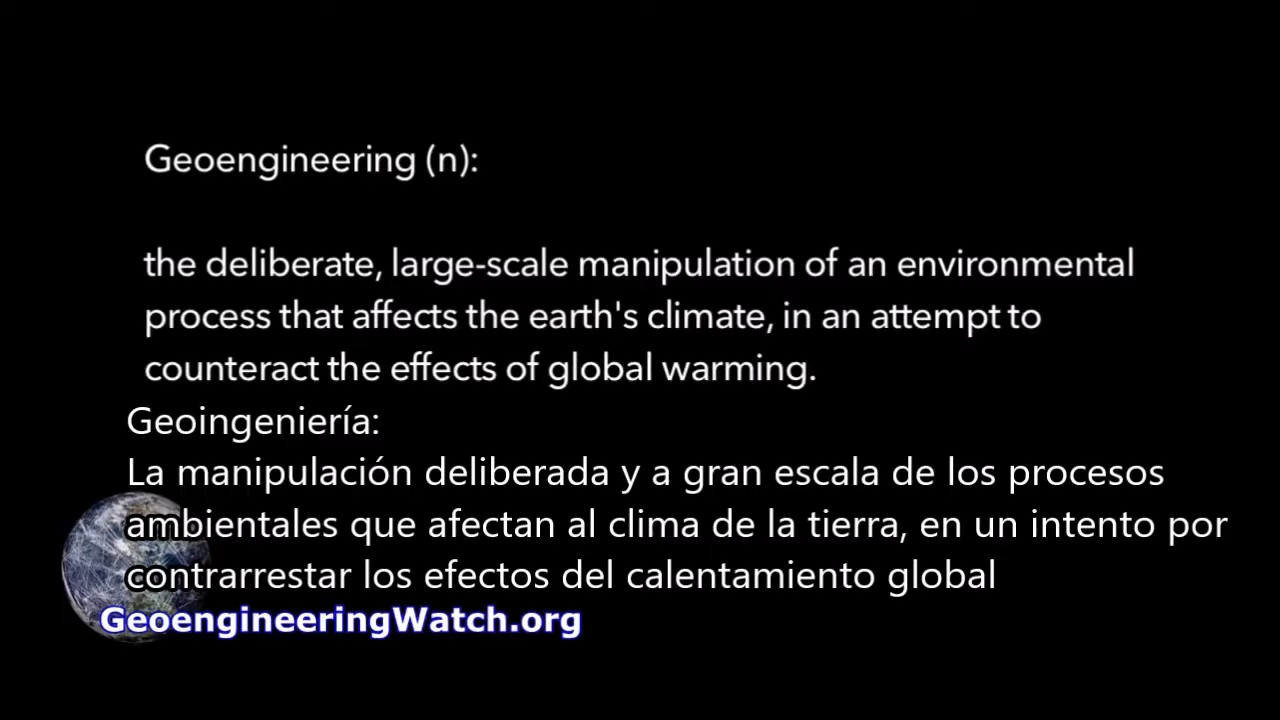 Geoengineering (n):
the deliberate, large-scale manipulation of an environmental
process that affects the earth's climate, in an attempt to
counteract the effects of global warming.
Geoingeniería:
La manipulación deliberada y a gran escala de los procesos
ambientales que afectan al clima de la tierra, en un intento por
contrarrestar los efectos del calentamiento global
GeoengineeringWatch.org